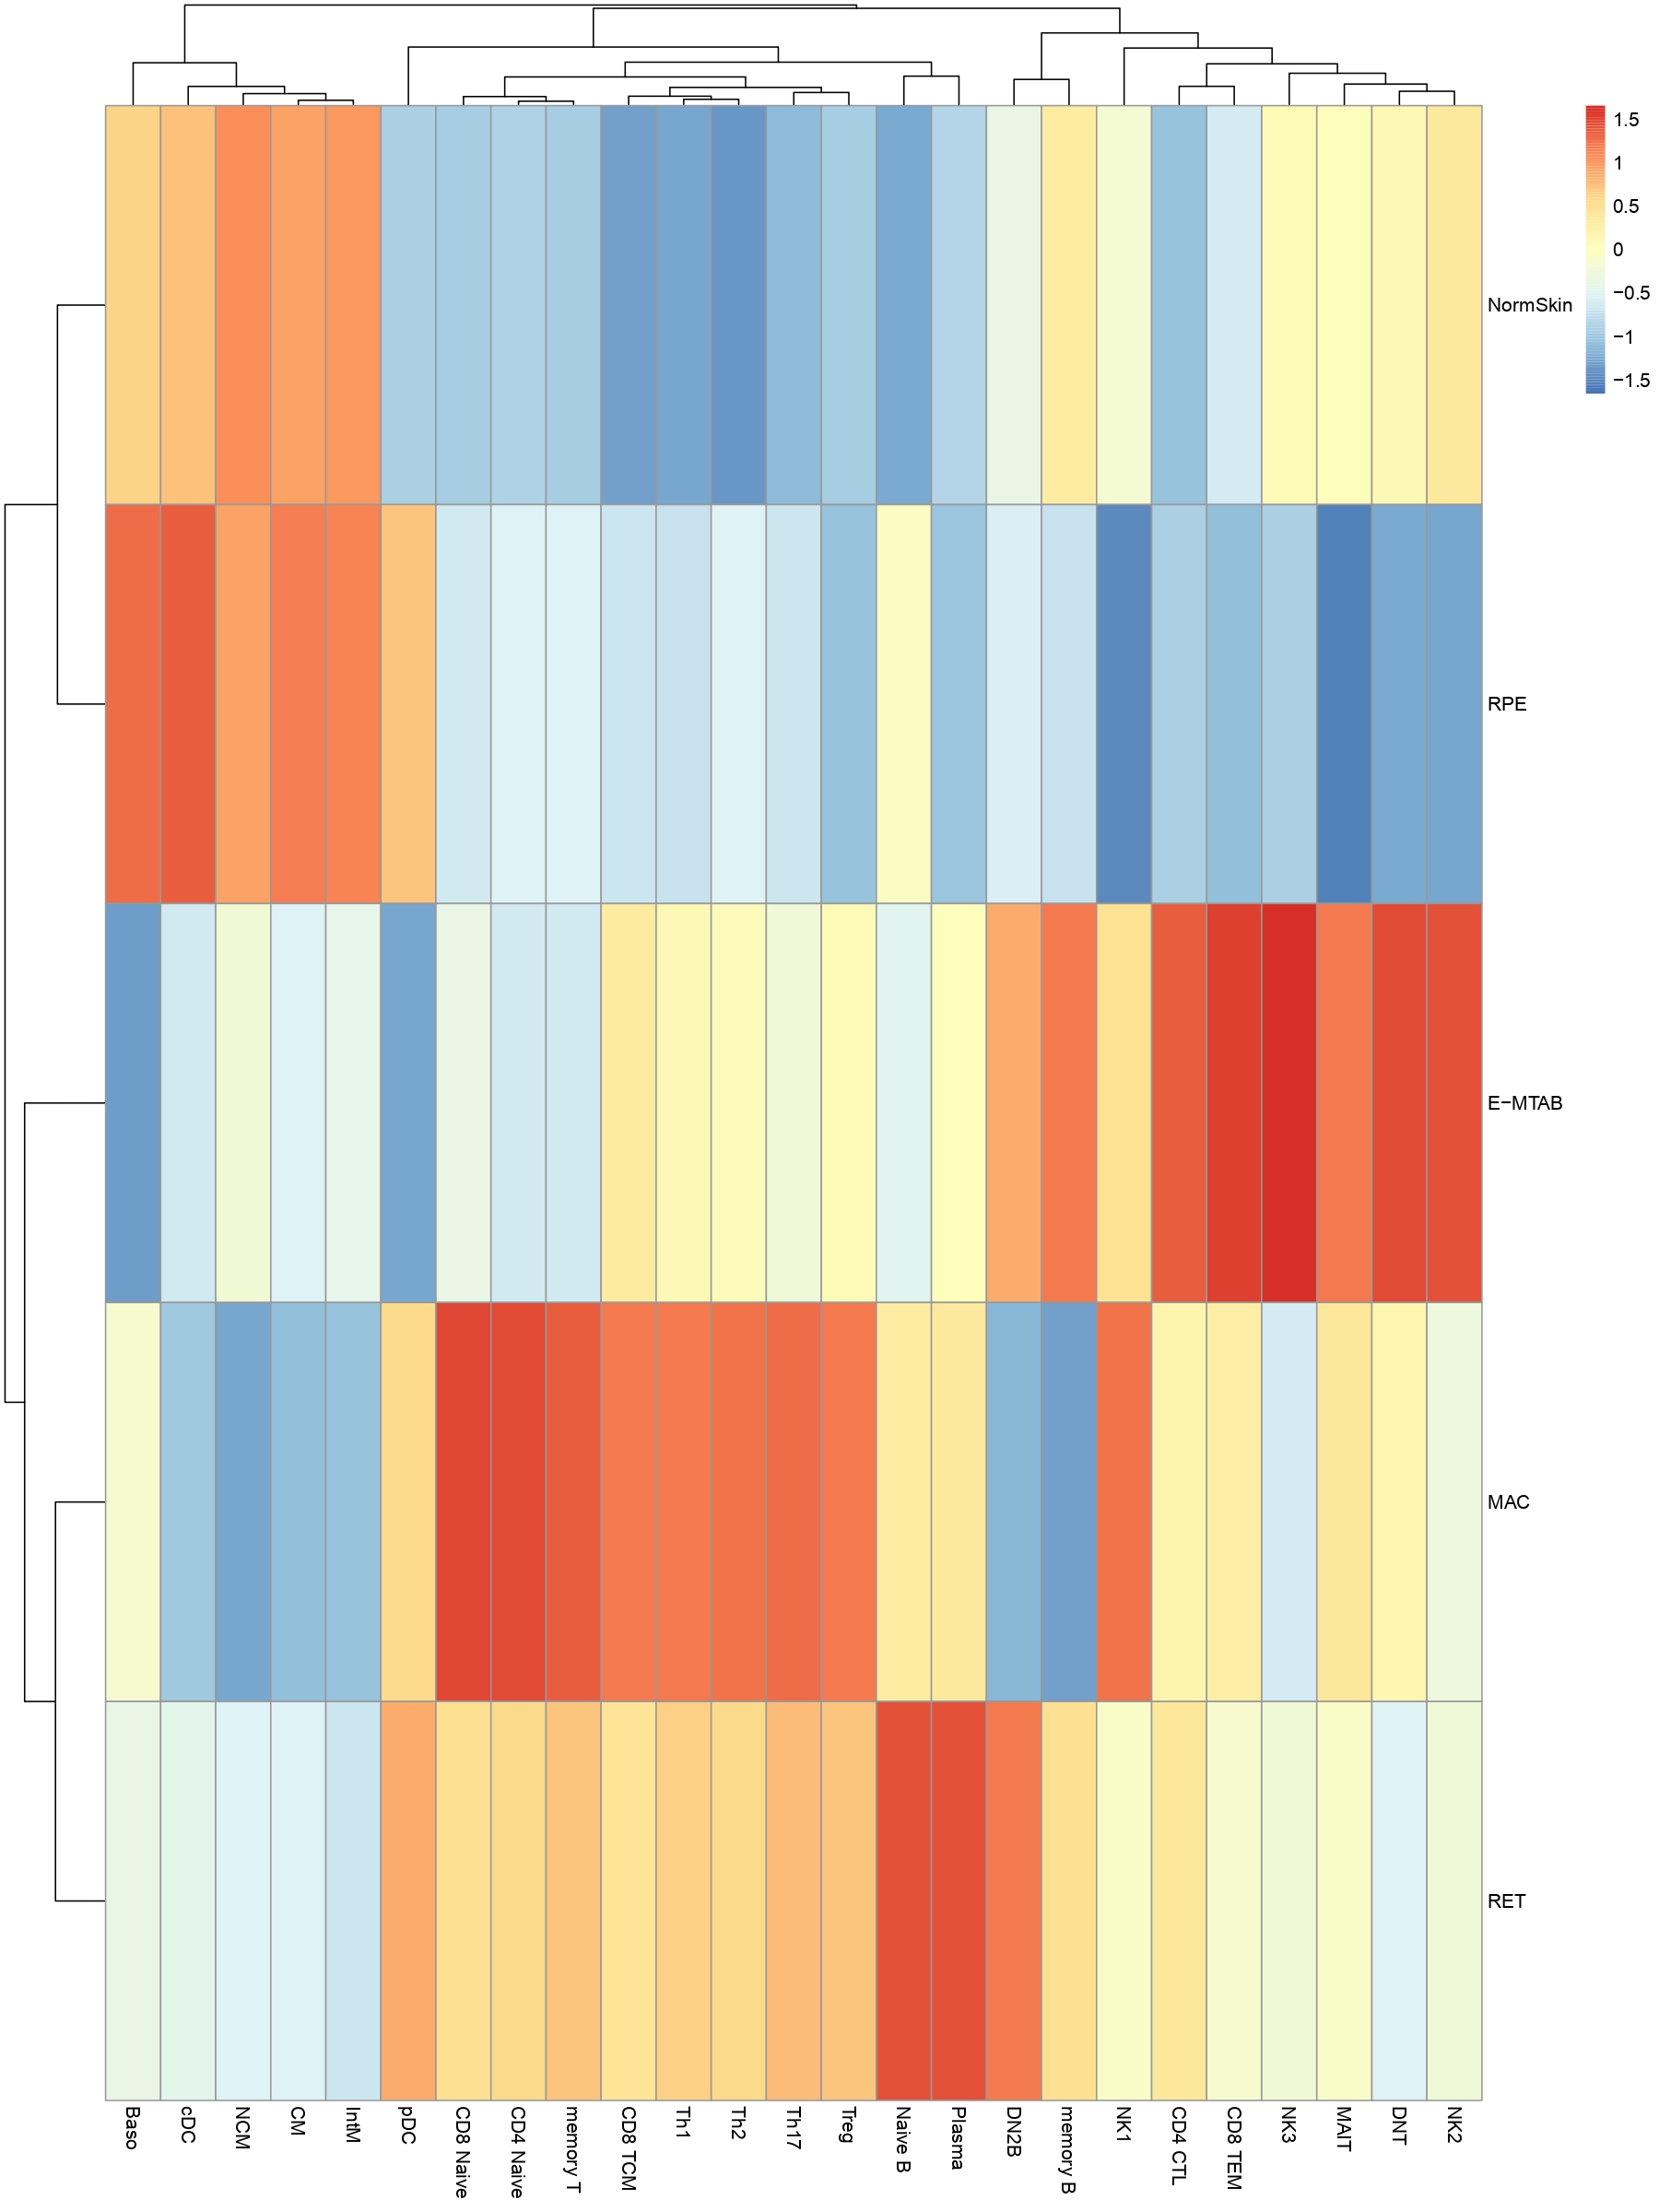 1.5
1
0.5
0
−0.5
−1
−1.5
NormSkin
RPE
E−MTAB
MAC
RET
Baso
cDC
NCM
CM
IntM
pDC
CD8 Naive
CD4 Naive
memory T
CD8 TCM
Th1
Th2
Th17
Treg
Naive B
Plasma
DN2B
memory B
NK1
CD4 CTL
CD8 TEM
NK3
MAIT
DNT
NK2